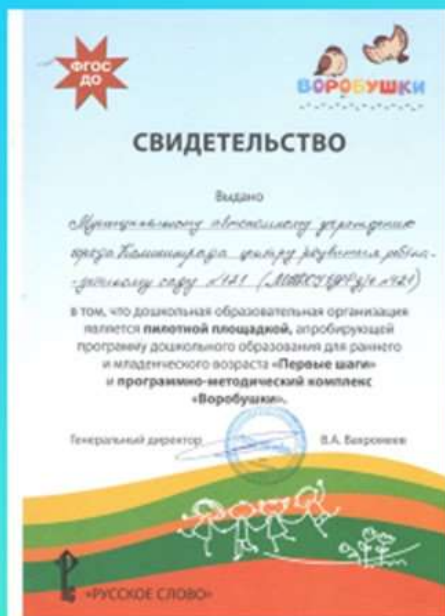 ФГОС
ДО
ВОРОБУШКИ
СВИДЕТЕЛЬСТВО
Выдано
Муниципальному автономному учреждению
города Калининграда центру развития ребёнка
-детскому саду №121
в том, что дошкольная образовательная организация
является пилотной площадкой, апробирующей
программу дошкольного образования для раннего
и младенческого возраста «Первые шаги»
и программно-методический комплекс
«Воробушки».
Генеральный директор В.А. Вахромеев
«РУССКОЕ СЛОВО»